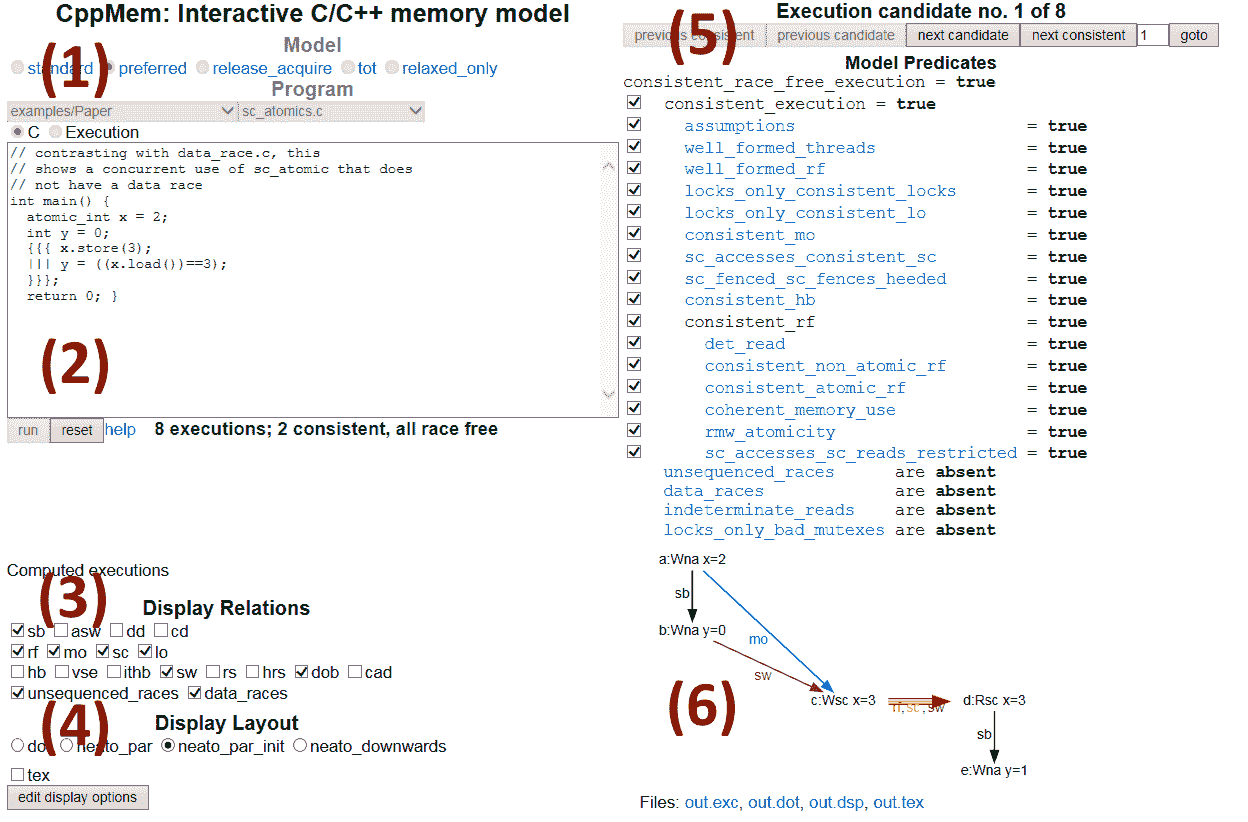 CppMem: Interactive C/C++ memory model
Model
standard preferred release_acquire tot relaxed_only
(1)
Program
examples/Paper sc_atomics.c
C Execution
// contrasting with data_race.c, this
// shows a concurrent use of sc_atomic that does
// not have a data race
int main() {
atomic_int x = 2;
int y = 0;
{{{ x.store(3);
||| y = ((x.load())==3);
}}};
return 0; }
(2)
run reset help 8 executions; 2 consistent, all race free
Computed executions
(3)
Display Relations
sb asw dd cd
rf mo sc lo
hb vse ithb sw rs hrs dob cad
unsequenced_races data_races
(4)
Display Layout
neato_par neato_par_init neato_downwards
tex
edit display options
Execution candidate no. 1 of 8
(5)
previous consistent previous candidate next candidate next consistent 1 goto
Model Predicates
consistent_race_free_execution = true
consistent_execution = true
assumptions = true
well_formed_threads = true
well_formed_rf = true
locks_only_consistent_locks = true
locks_only_consistent_lo = true
consistent_mo = true
sc_accesses_consistent_sc = true
sc_fenced_sc_fences_heeded = true
consistent_hb = true
consistent_rf = true
det_read = true
consistent_non_atomic_rf = true
consistent_atomic_rf = true
coherent_memory_use = true
rmw_atomicity = true
sc_accesses_sc_reads_restricted = true
unsequenced_races are absent
data_races are absent
indeterminate_reads are absent
locks_only_bad_mutexes are absent
a:Wna x=2
sb
b:Wna y=0
mo
sw
(6)
c:Wsc x=3
rf,sc,sw
d:Rsc x=3
sb
e:Wna y=1
Files: out.exc, out.dot, out.dsp, out.tex